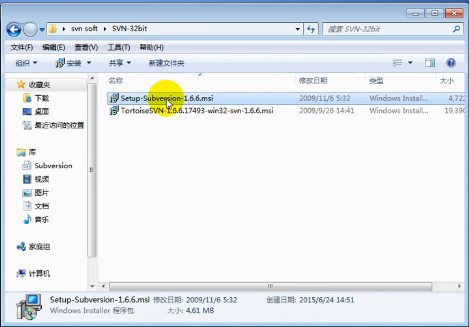 svn soft ▸ SVN-32bit
搜索 SVN-32bit
文件(F) 编辑(E) 查看(V) 工具(T) 帮助(H)
组织 安装 共享 新建文件夹
名称 修改日期 类型 大小
收藏夹
下载
桌面
最近访问的位置
库
Subversion
视频
图片
文档
音乐
家庭组
计算机
Setup-Subversion-1.6.6.msi 2009/11/6 5:32 Windows Install... 4,722
TortoiseSVN-1.6.6.17493-win32-svn-1.6.6.msi 2009/9/26 14:41 Windows Install... 19,390
Setup-Subversion-1.6.6.msi 修改日期: 2009/11/6 5:32 创建日期: 2015/6/24 14:51
Windows Installer 程序包 大小: 4.61 MB